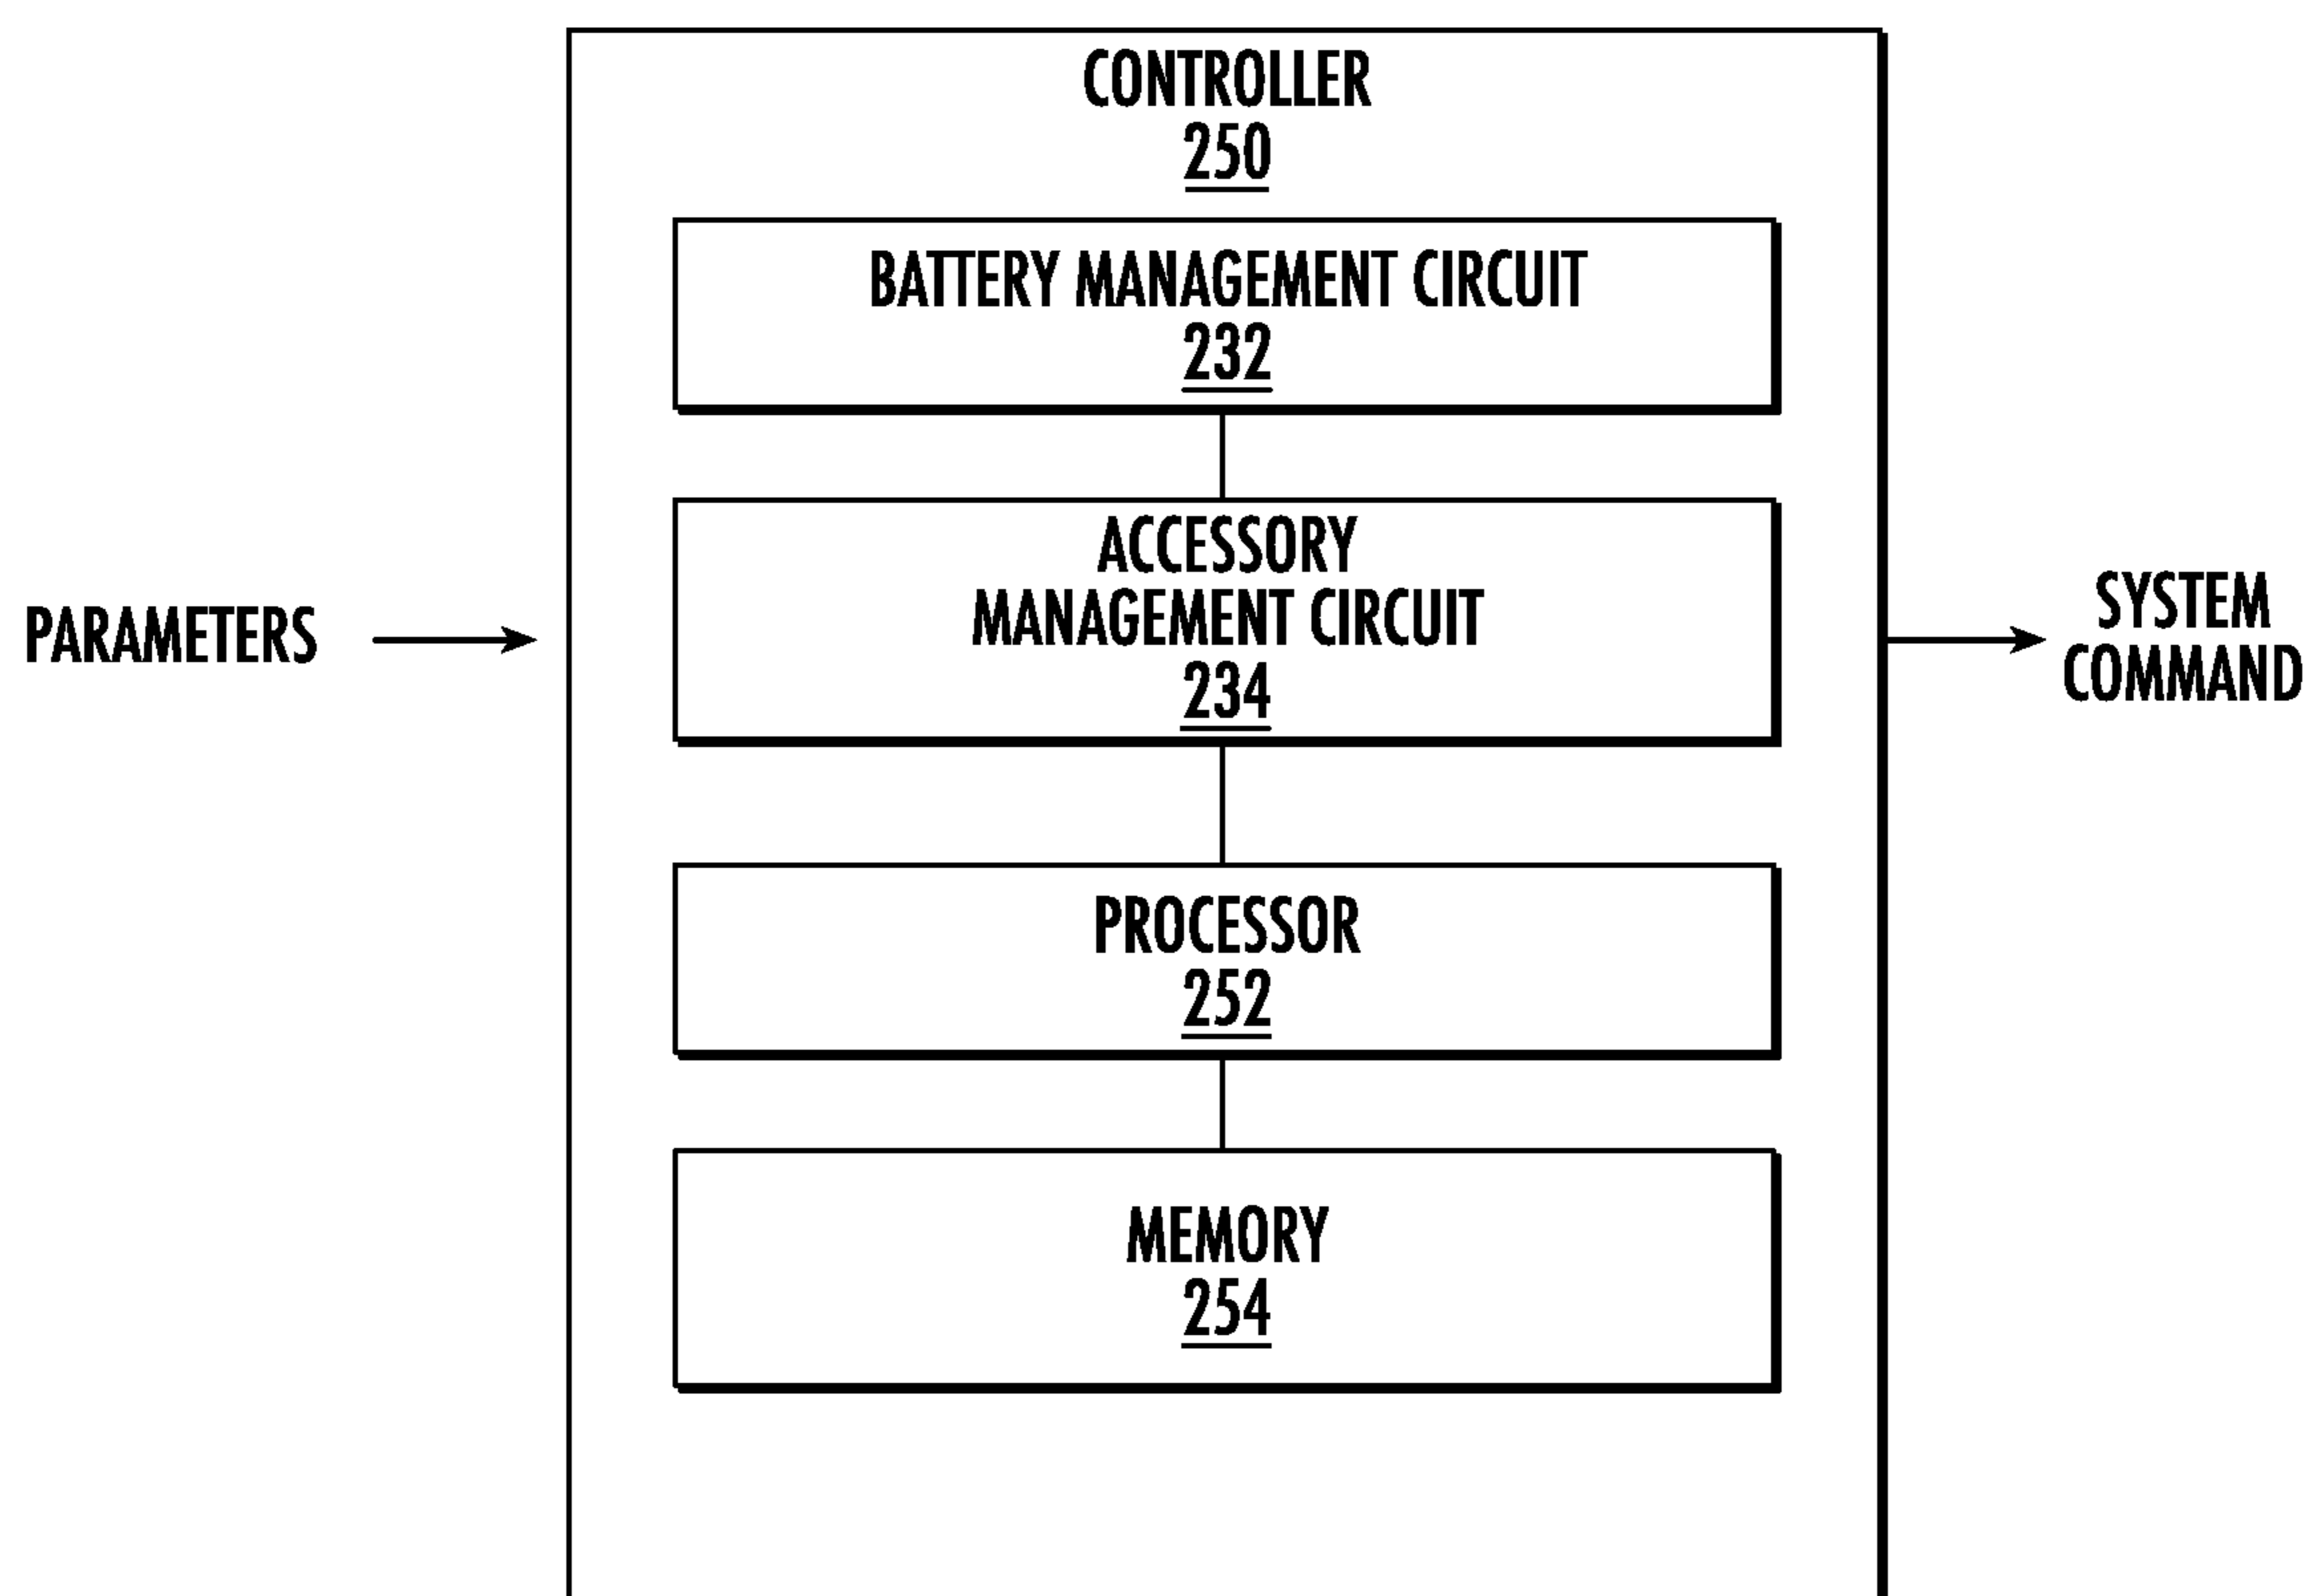 CONTROLLER
250
BATTERY MANAGEMENT CIRCUIT
232
ACCESSORY
MANAGEMENT CIRCUIT
234
PARAMETERS
SYSTEM
COMMAND
PROCESSOR
252
MEMORY
254